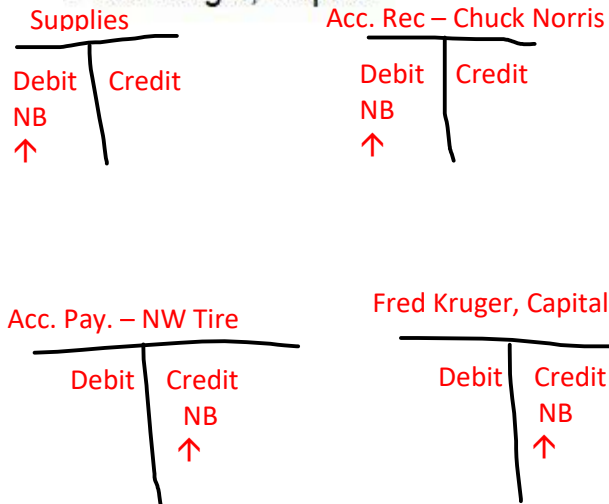 Supplies
Acc. Rec – Chuck Norris
Debit Credit
NB
↑
Debit Credit
NB
↑
Acc. Pay. – NW Tire
Fred Kruger, Capital
Debit Credit
NB
↑
Debit Credit
NB
↑